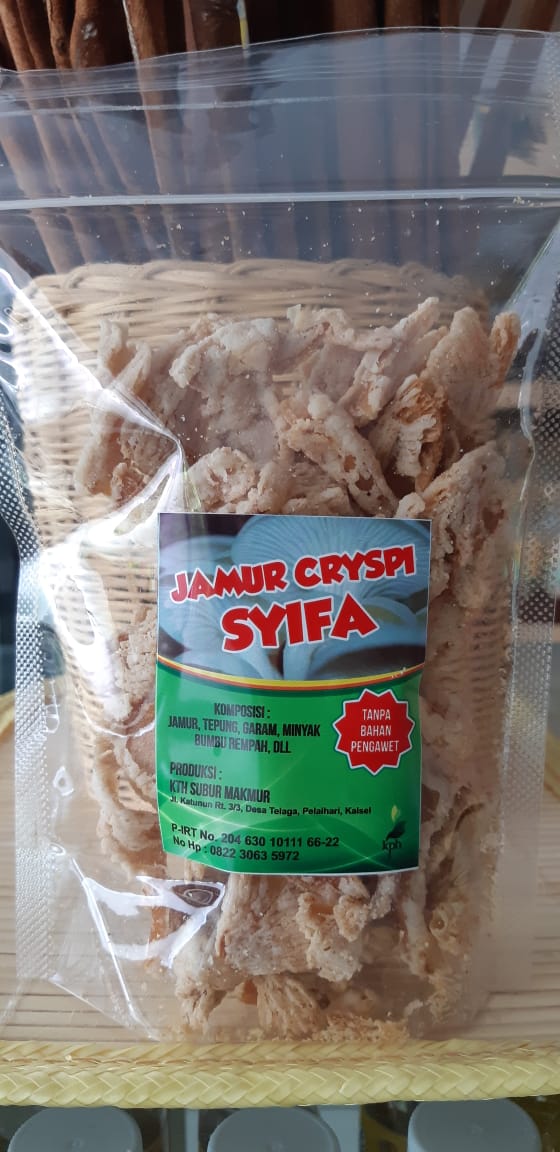 JAMUR CRYSPI
SYIFA
KOMPOSISI :
JAMUR, TEPUNG, GARAM, MINYAK
BUMBU REMPAH, DLL
TANPA
BAHAN
PENGAWET
PRODUKSI :
KTH SUBUR MAKMUR
Jl. Katunun Rt. 3/3, Desa Telaga, Pelaihari, Kalsel
P-IRT No. 204 630 10111 66-22
No Hp : 0822 3063 5972
kph